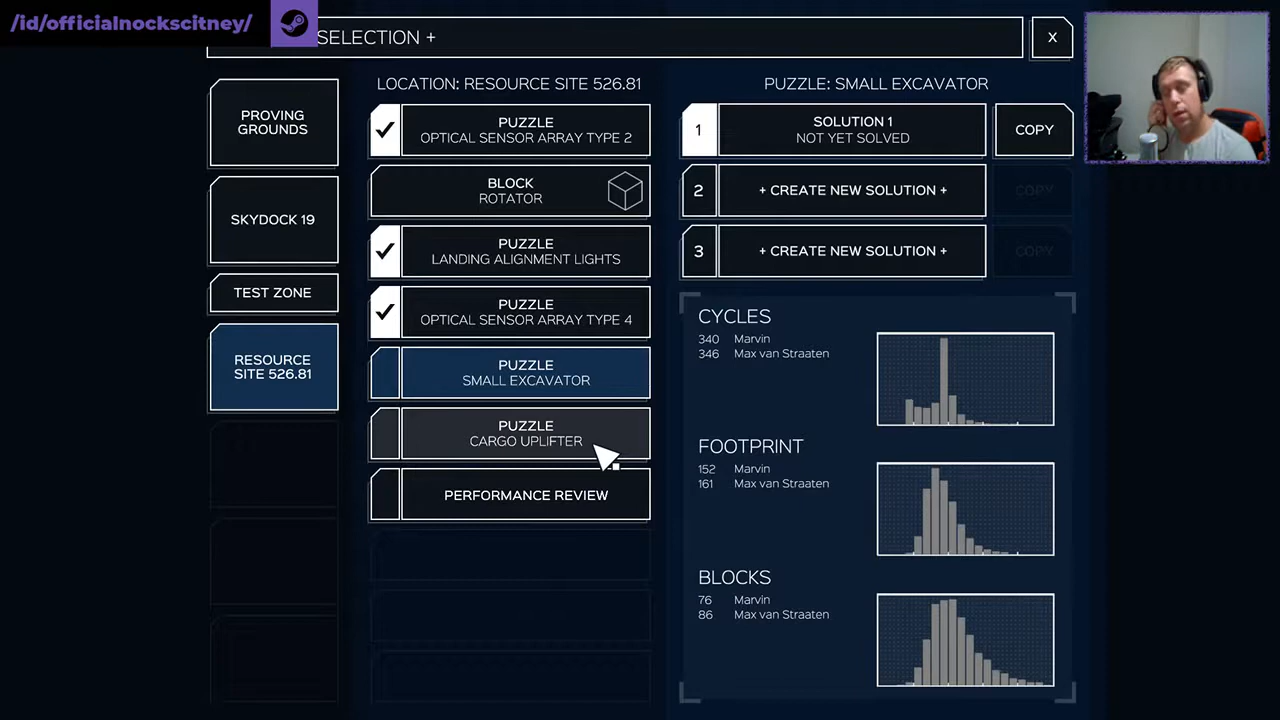 /id/officialnockscitney/
SELECTION +
X
PROVING
GROUNDS
SKYDOCK 19
TEST ZONE
RESOURCE
SITE 526.81
LOCATION: RESOURCE SITE 526.81
PUZZLE
OPTICAL SENSOR ARRAY TYPE 2
BLOCK
ROTATOR
PUZZLE
LANDING ALIGNMENT LIGHTS
PUZZLE
OPTICAL SENSOR ARRAY TYPE 4
PUZZLE
SMALL EXCAVATOR
PUZZLE
CARGO UPLIFTER
PERFORMANCE REVIEW
PUZZLE: SMALL EXCAVATOR
1
SOLUTION 1
NOT YET SOLVED
COPY
2
+ CREATE NEW SOLUTION +
COPY
3
+ CREATE NEW SOLUTION +
COPY
CYCLES
340 Marvin
346 Max van Straaten
FOOTPRINT
152 Marvin
161 Max van Straaten
BLOCKS
76 Marvin
86 Max van Straaten